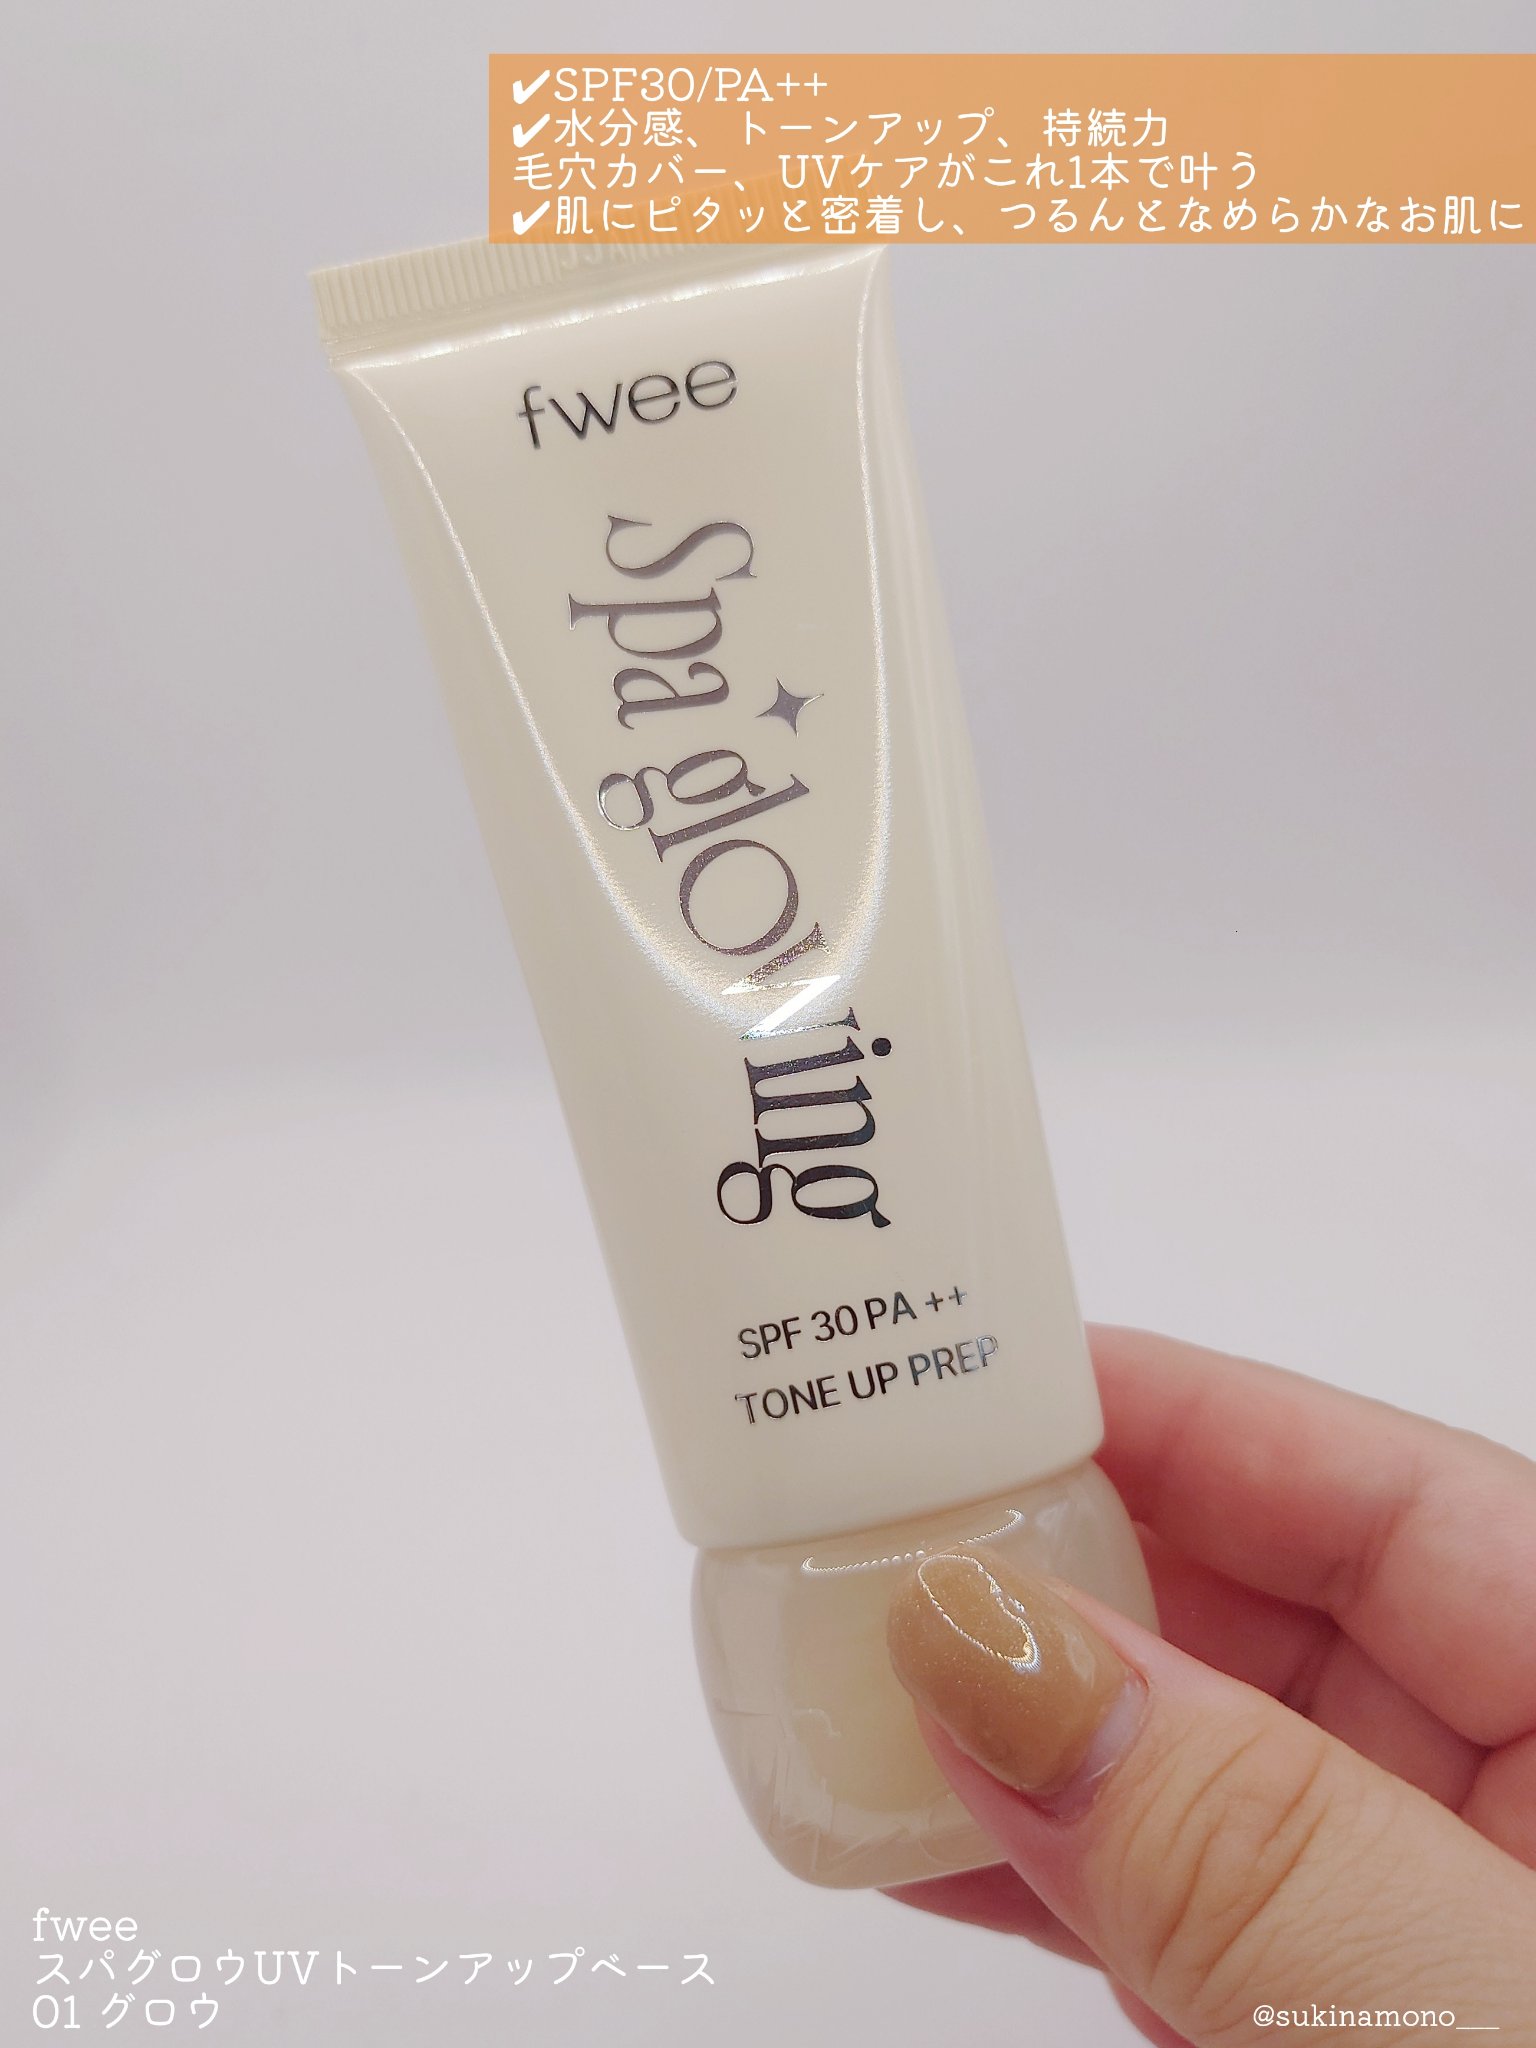 ✔SPF30/PA++
✔水分感、トーンアップ、持続力
毛穴カバー、UVケアがこれ1本で叶う
✔肌にピタッと密着し、つるんとなめらかなお肌に
fwee
Spa glowing
SPF 30 PA ++
TONE UP PREP
fwee
スパグロウUVトーンアップベース
01 グロウ
@sukinamono___